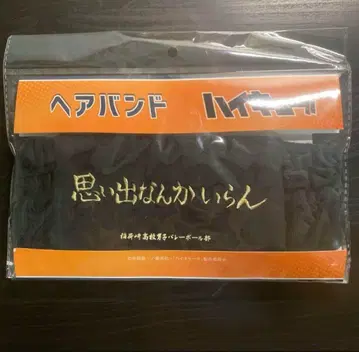 ヘアバンド ハイキュー
思い出なんかいらん
稲荷崎高校男子バレーボール部